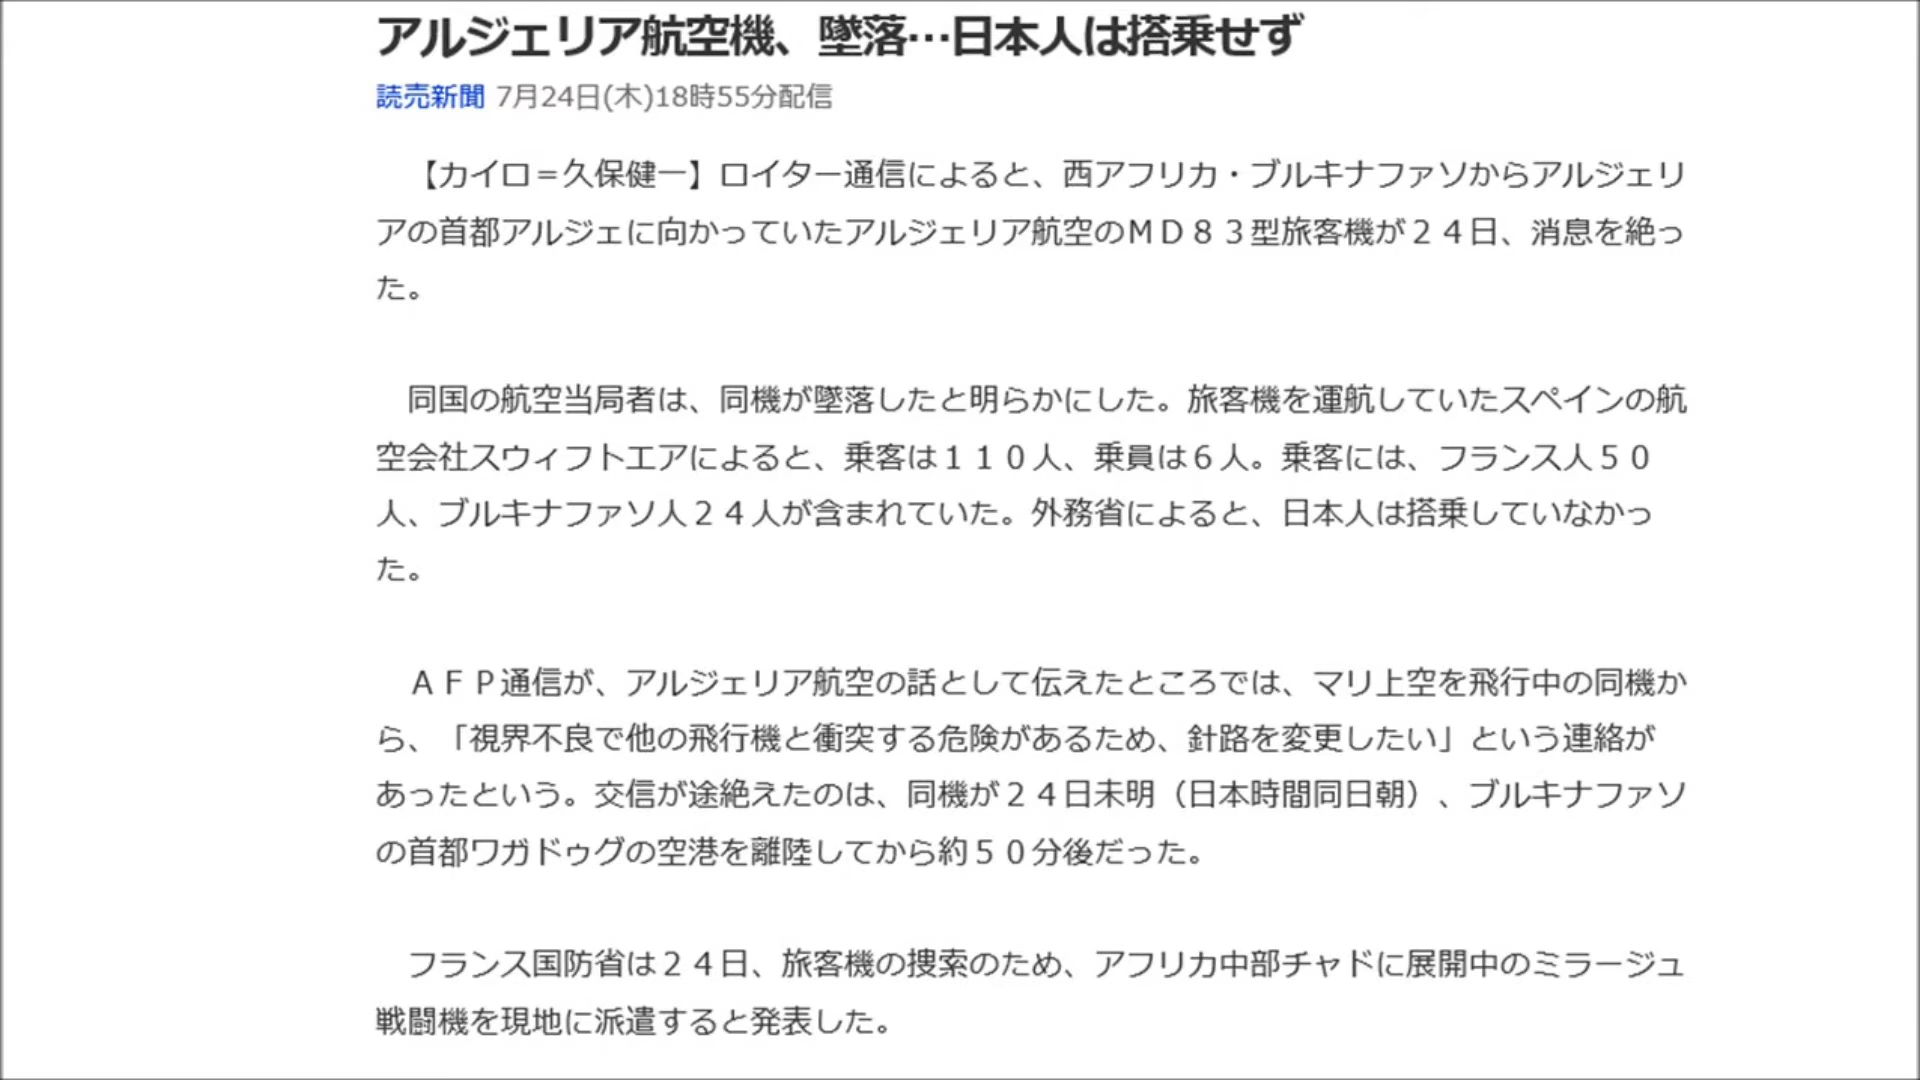 アルジェリア航空機、墜落…日本人は搭乗せず
読売新聞 7月24日(木)18時55分配信
【カイロ＝久保健一】ロイター通信によると、西アフリカ・ブルキナファソからアルジェリ
アの首都アルジェに向かっていたアルジェリア航空のＭＤ８３型旅客機が２４日、消息を絶っ
た。
同国の航空当局者は、同機が墜落したと明らかにした。旅客機を運航していたスペインの航
空会社スウィフトエアによると、乗客は１１０人、乗員は６人。乗客には、フランス人５０
人、ブルキナファソ人２４人が含まれていた。外務省によると、日本人は搭乗していなかっ
た。
ＡＦＰ通信が、アルジェリア航空の話として伝えたところでは、マリ上空を飛行中の同機か
ら、「視界不良で他の飛行機と衝突する危険があるため、針路を変更したい」という連絡が
あったという。交信が途絶えたのは、同機が２４日未明（日本時間同日朝）、ブルキナファソ
の首都ワガドゥグの空港を離陸してから約５０分後だった。
フランス国防省は２４日、旅客機の捜索のため、アフリカ中部チャドに展開中のミラージュ
戦闘機を現地に派遣すると発表した。